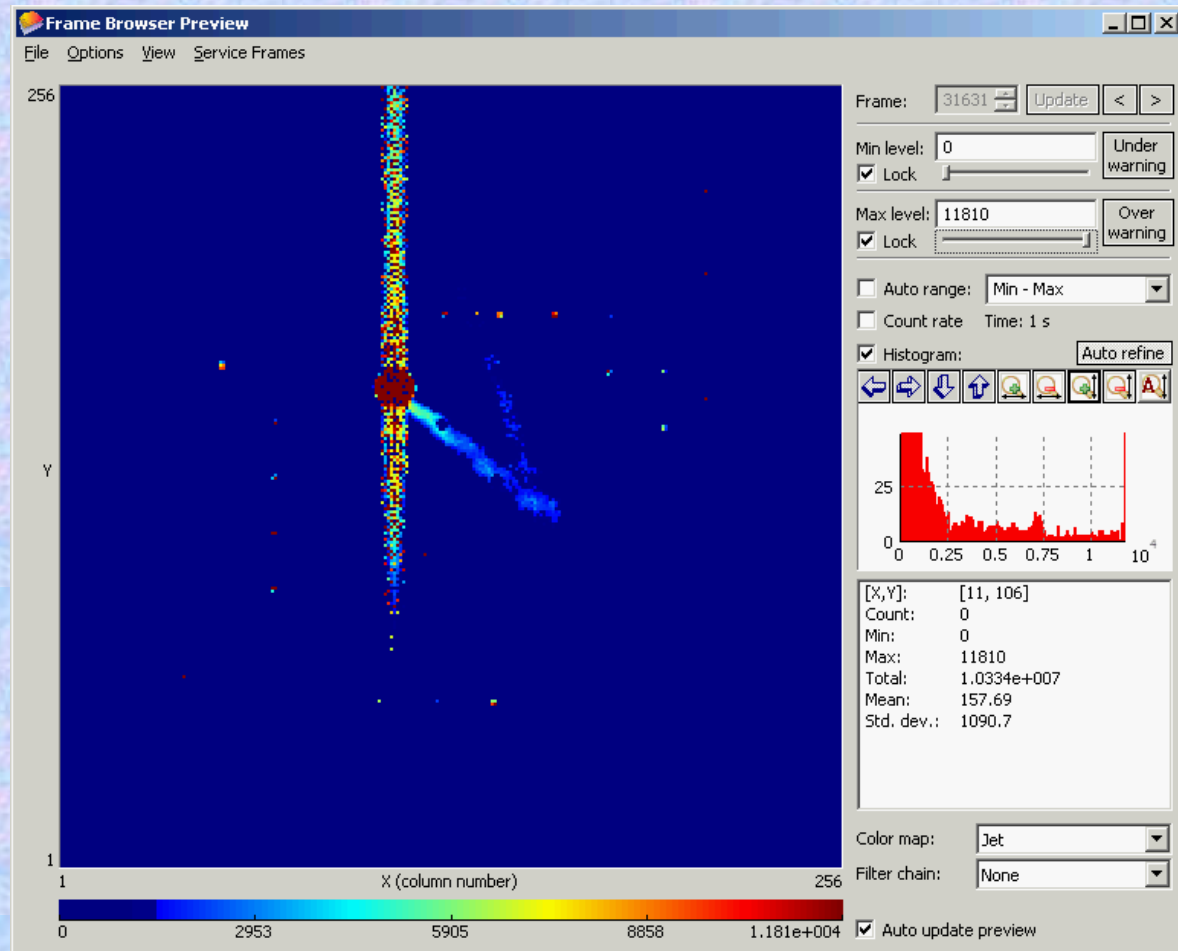 Frame Browser Preview
File Options View Service Frames
256
Y
1
1 X (column number) 256
0 2953 5905 8858 1.181e+004
Frame: 31631 Update < >
Min level: 0 Under warning
Lock
Max level: 11810 Over warning
Lock
Auto range: Min - Max
Count rate Time: 1 s
Histogram: Auto refine
A
25
0
0 0.25 0.5 0.75 1 10 4
[X,Y]: [11, 106]
Count: 0
Min: 0
Max: 11810
Total: 1.0334e+007
Mean: 157.69
Std. dev.: 1090.7
Color map: Jet
Filter chain: None
Auto update preview